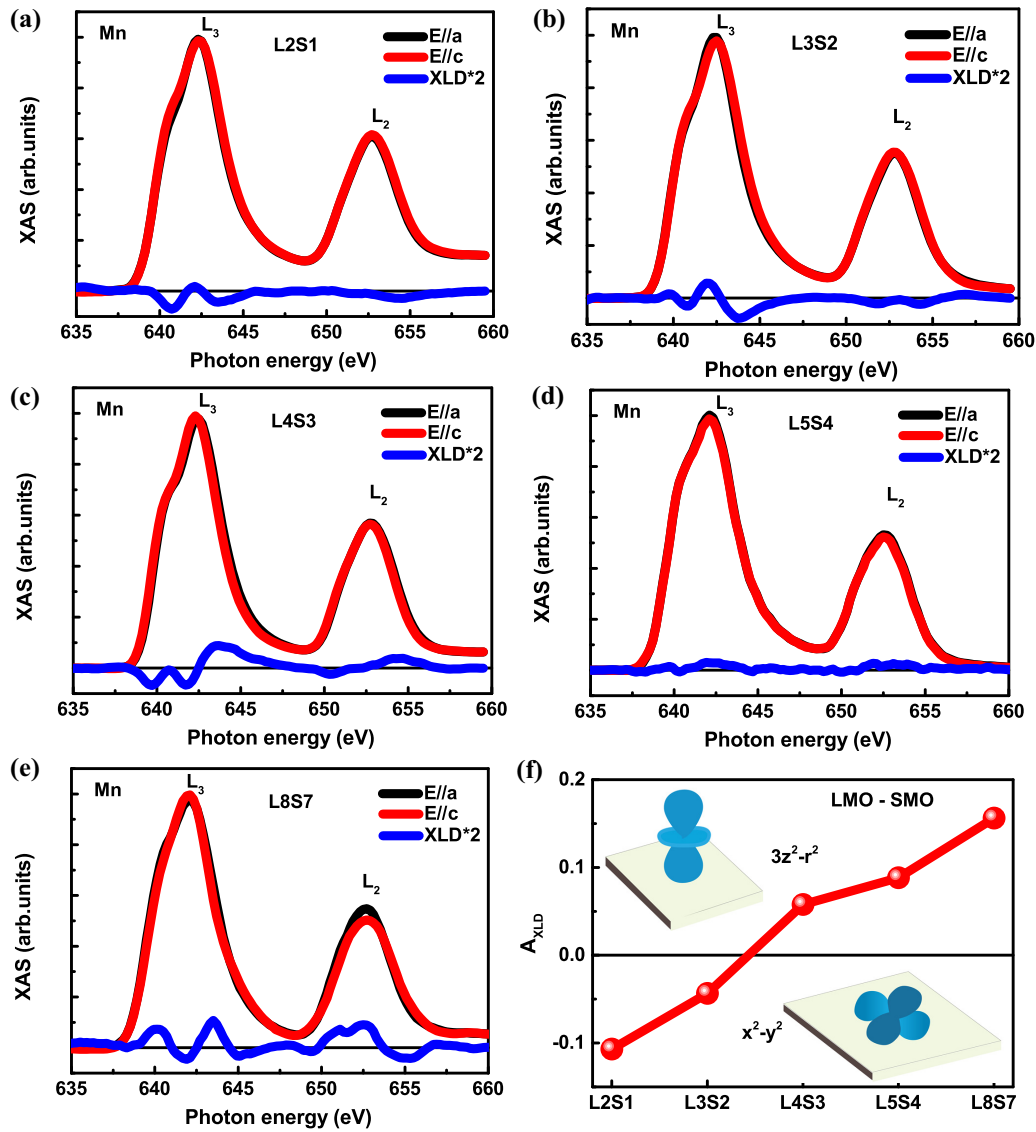 (a)
Mn
L3
L2S1
E//a
E//c
XLD*2
L2
XAS (arb.units)
635 640 645 650 655 660
Photon energy (eV)
(b)
Mn
L3
L3S2
E//a
E//c
XLD*2
L2
XAS (arb.units)
635 640 645 650 655 660
Photon energy (eV)
(c)
Mn
L3
L4S3
E//a
E//c
XLD*2
L2
XAS (arb.units)
635 640 645 650 655 660
Photon energy (eV)
(d)
Mn
L3
L5S4
E//a
E//c
XLD*2
L2
XAS (arb.units)
635 640 645 650 655 660
Photon energy (eV)
(e)
Mn
L3
L8S7
E//a
E//c
XLD*2
L2
XAS (arb.units)
635 640 645 650 655 660
Photon energy (eV)
(f)
LMO - SMO
3z²-r²
x²-y²
AXLD
0.2
0.1
0.0
-0.1
L2S1 L3S2 L4S3 L5S4 L8S7